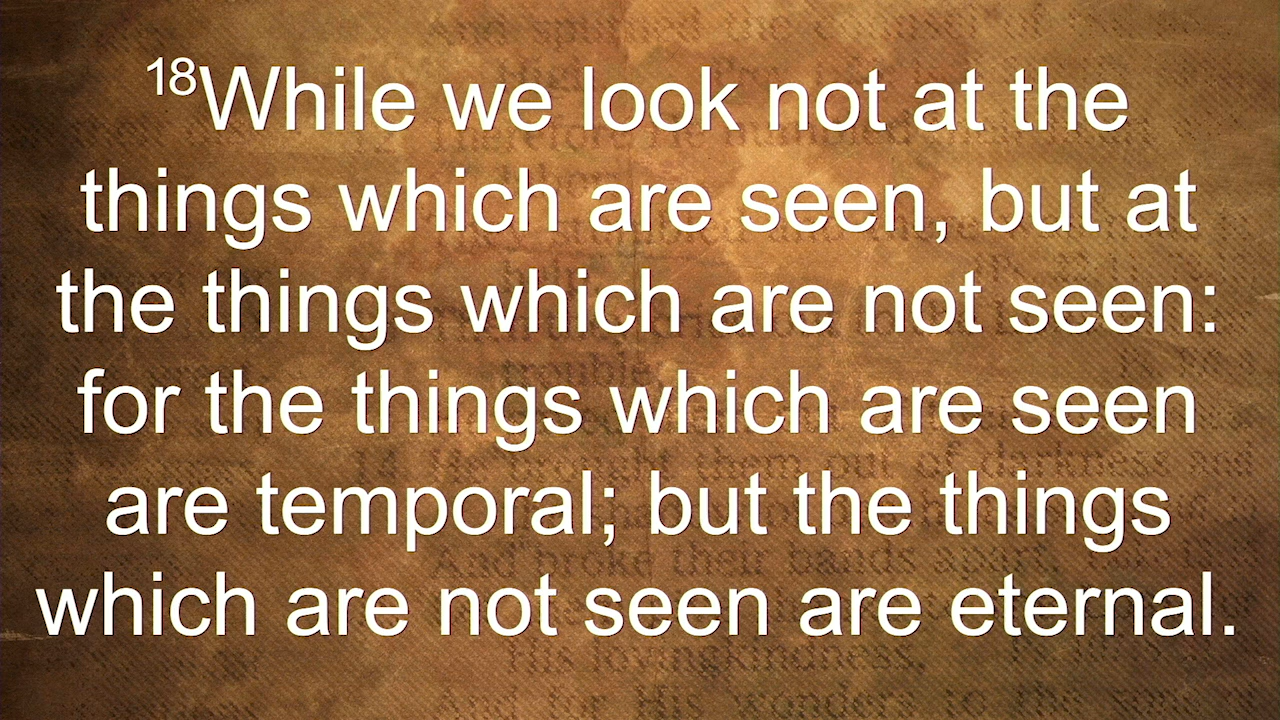 18While we look not at the
things which are seen, but at
the things which are not seen:
for the things which are seen
are temporal; but the things
which are not seen are eternal.